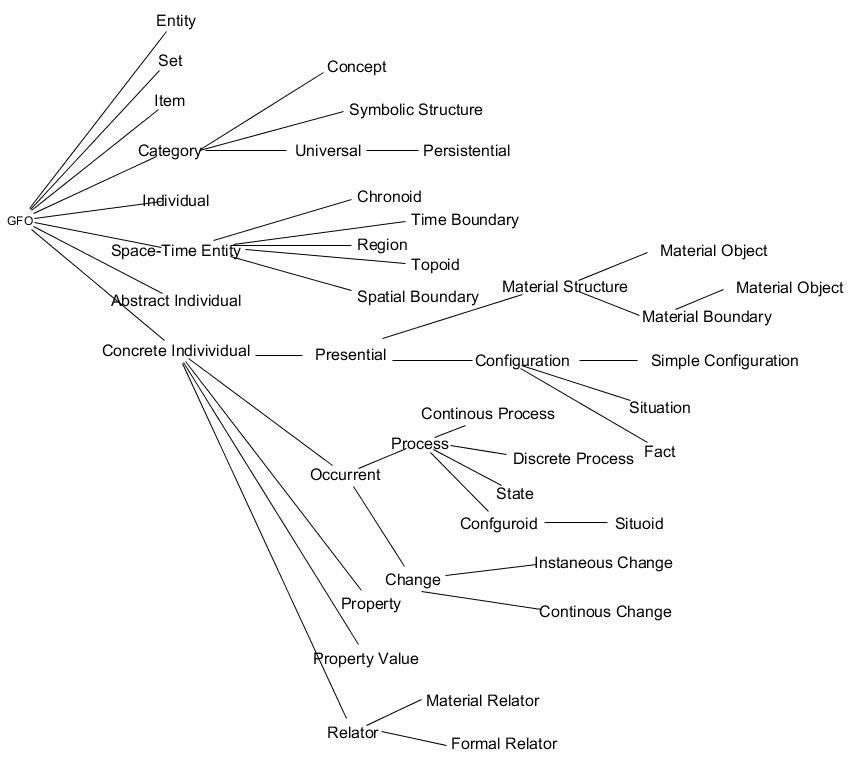 Entity
Set
Item
Category
Concept
Symbolic Structure
Universal
Persistential
Individual
GFO
Space-Time Entity
Chronoid
Time Boundary
Region
Topoid
Spatial Boundary
Abstract Individual
Concrete Indivividual
Presential
Material Structure
Material Object
Material Boundary
Material Object
Configuration
Simple Configuration
Situation
Fact
Occurrent
Process
Continous Process
Discrete Process
State
Confguroid
Situoid
Change
Instaneous Change
Continous Change
Property
Property Value
Relator
Material Relator
Formal Relator